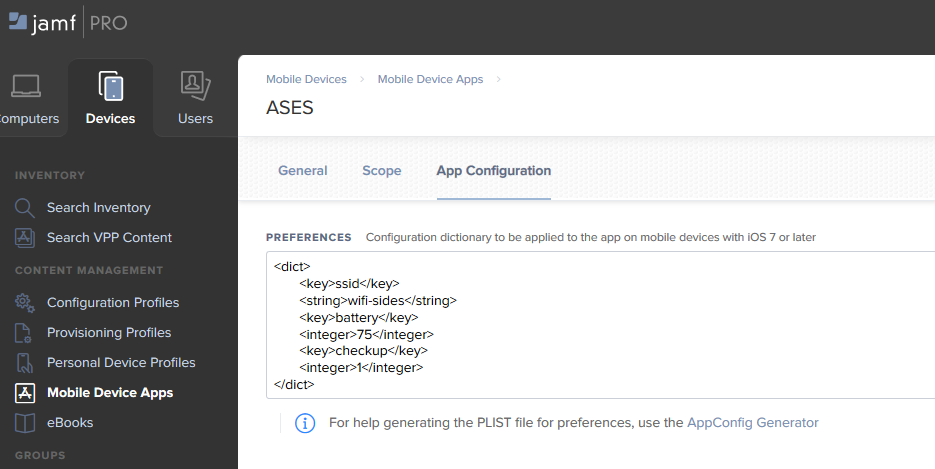 jamf PRO
omputers
Devices
Users
INVENTORY
Search Inventory
Search VPP Content
CONTENT MANAGEMENT
Configuration Profiles
Provisioning Profiles
Personal Device Profiles
Mobile Device Apps
eBooks
GROUPS
Mobile Devices > Mobile Device Apps >
ASES
General Scope App Configuration
PREFERENCES Configuration dictionary to be applied to the app on mobile devices with iOS 7 or later
<dict>
<key>ssid</key>
<string>wifi-sides</string>
<key>battery</key>
<integer>75</integer>
<key>checkup</key>
<integer>1</integer>
</dict>
For help generating the PLIST file for preferences, use the AppConfig Generator